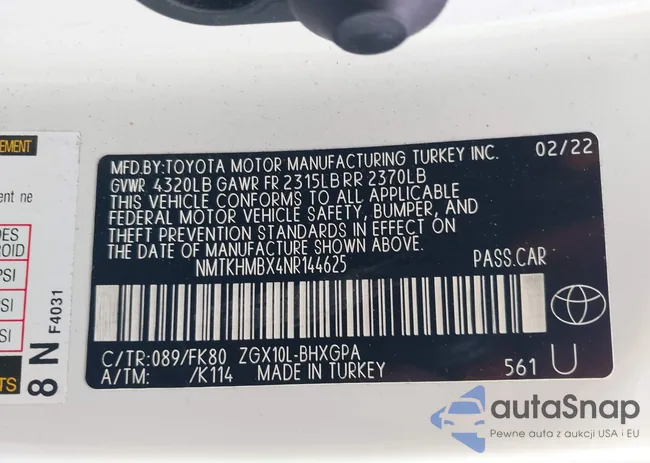 EMENT
ent ne
DES
ROID
PSI
SI
SI
TS
8 N F4031
MFD.BY:TOYOTA MOTOR MANUFACTURING TURKEY INC. 02/22
GVWR 4320LB GAWR FR 2315LB RR 2370LB
THIS VEHICLE CONFORMS TO ALL APPLICABLE
FEDERAL MOTOR VEHICLE SAFETY, BUMPER, AND
THEFT PREVENTION STANDARDS IN EFFECT ON
THE DATE OF MANUFACTURE SHOWN ABOVE.
NMTKHMBX4NR144625 PASS.CAR
C/TR:089/FK80 ZGX10L-BHXGPA
A/TM: /K114 MADE IN TURKEY 561 U
autaSnap
Pewne auta z aukcji USA i EU